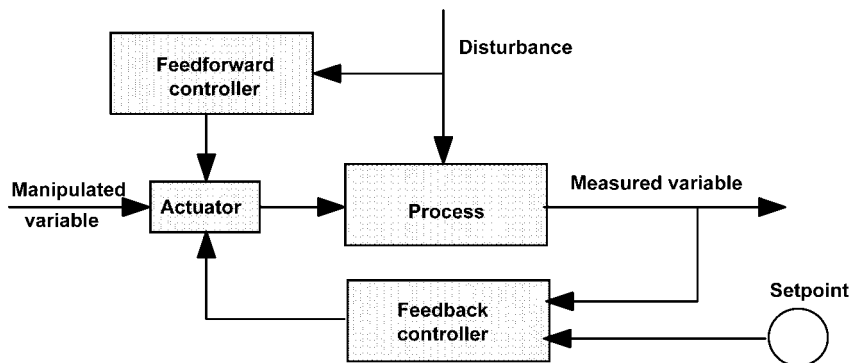 Disturbance
Feedforward
controller
Manipulated
variable
Actuator
Process
Measured variable
Feedback
controller
Setpoint